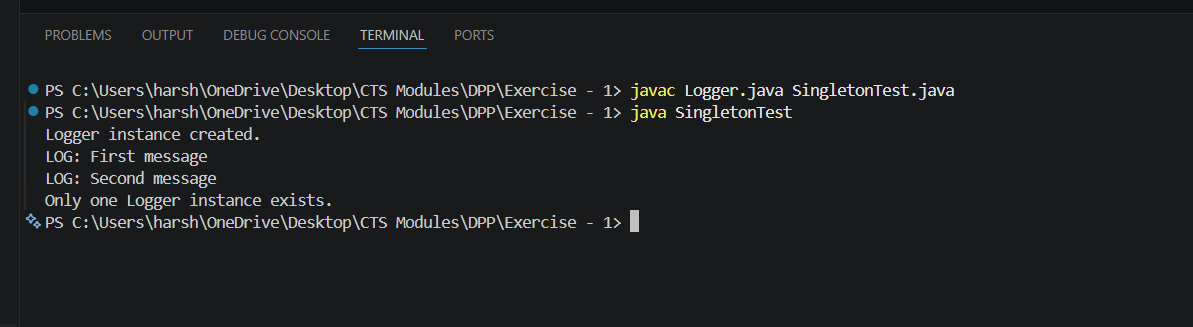 PROBLEMS OUTPUT DEBUG CONSOLE TERMINAL PORTS
PS C:\Users\harsh\OneDrive\Desktop\CTS Modules\DPP\Exercise - 1> javac Logger.java SingletonTest.java
PS C:\Users\harsh\OneDrive\Desktop\CTS Modules\DPP\Exercise - 1> java SingletonTest
Logger instance created.
LOG: First message
LOG: Second message
Only one Logger instance exists.
PS C:\Users\harsh\OneDrive\Desktop\CTS Modules\DPP\Exercise - 1>